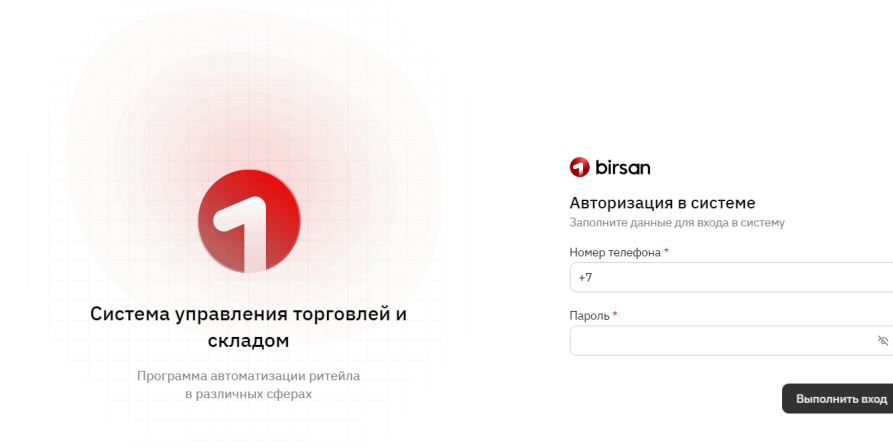 Система управления торговлей и
складом
Программа автоматизации ритейла
в различных сферах
birsan
Авторизация в системе
Заполните данные для входа в систему
Номер телефона *
+7
Пароль *
Выполнить вход